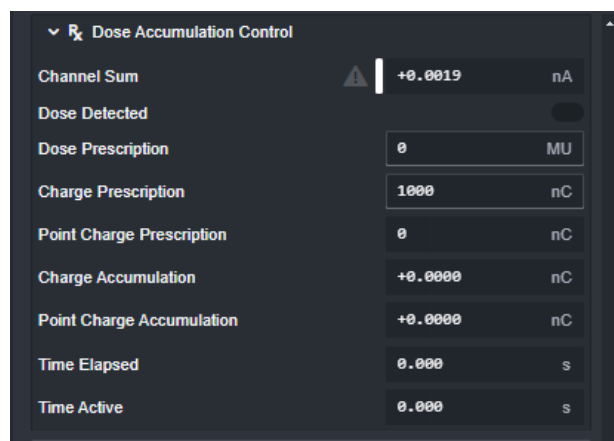 ℞ Dose Accumulation Control
Channel Sum +0.0019 nA
Dose Detected
Dose Prescription 0 MU
Charge Prescription 1000 nC
Point Charge Prescription 0 nC
Charge Accumulation +0.0000 nC
Point Charge Accumulation +0.0000 nC
Time Elapsed 0.000 s
Time Active 0.000 s